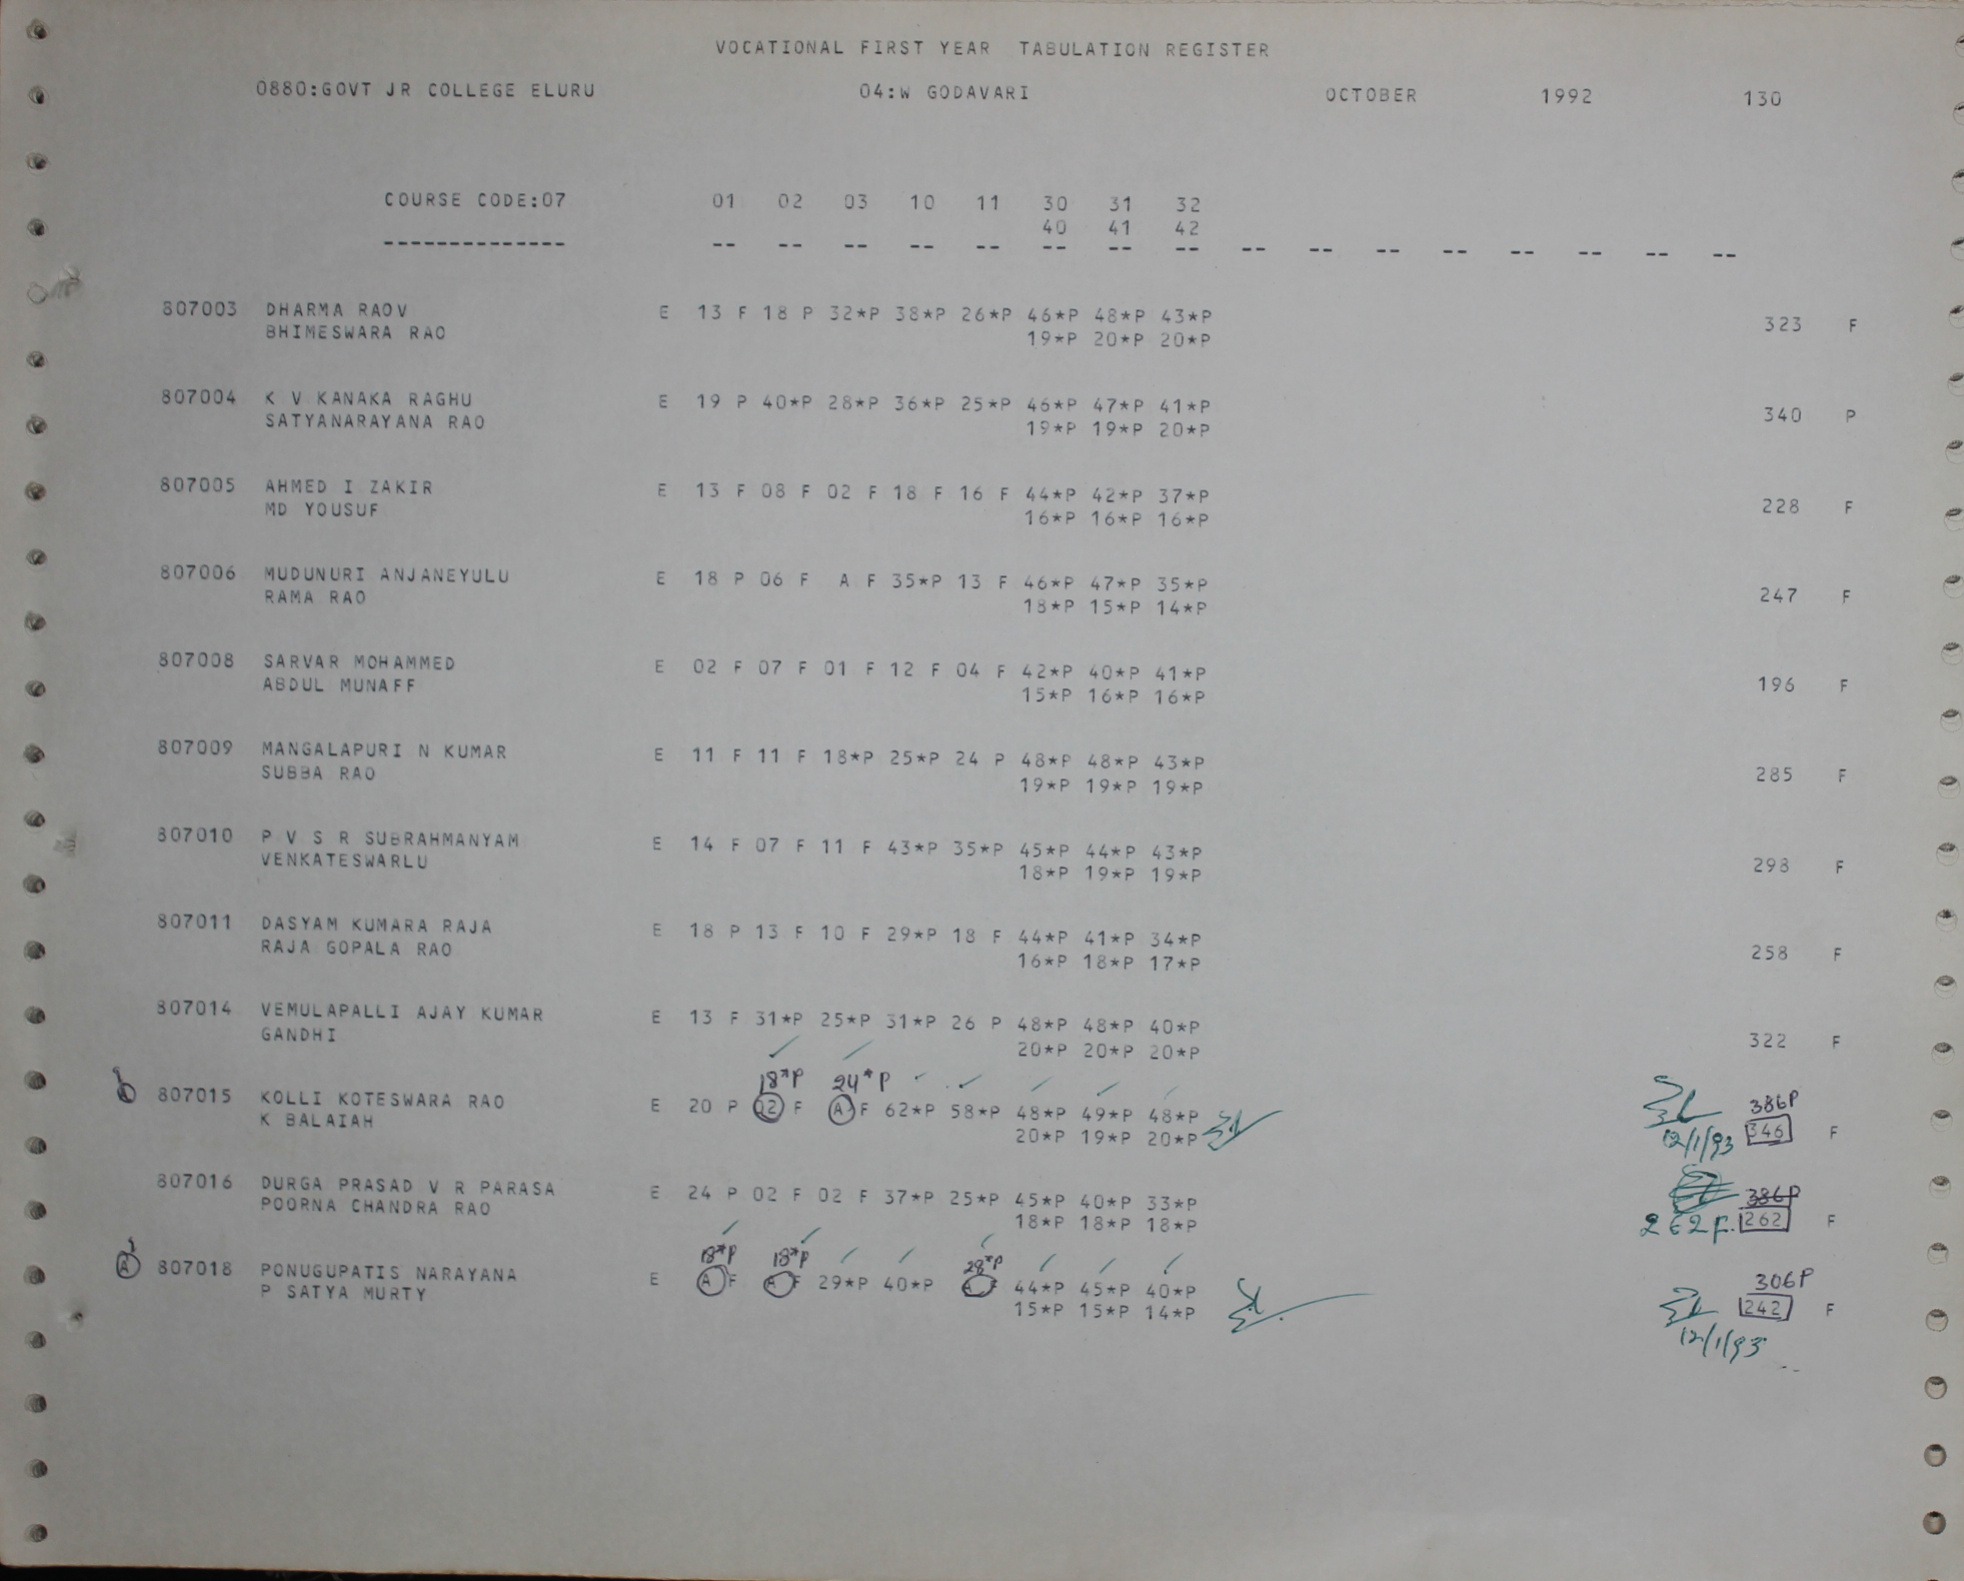 VOCATIONAL FIRST YEAR TABULATION REGISTER
0880:GOVT JR COLLEGE ELURU 04:W GODAVARI OCTOBER 1992 130
COURSE CODE:07 01 02 03 10 11 30 31 32
40 41 42
-------------- -- -- -- -- -- -- -- -- -- -- -- -- -- -- -- --
807003 DHARMA RAO V E 13 F 18 P 32*P 38*P 26*P 46*P 48*P 43*P 323 F
BHIMESWARA RAO 19*P 20*P 20*P
807004 K V KANAKA RAGHU E 19 P 40*P 28*P 36*P 25*P 46*P 47*P 41*P 340 P
SATYANARAYANA RAO 19*P 19*P 20*P
807005 AHMED I ZAKIR E 13 F 08 F 02 F 18 F 16 F 44*P 42*P 37*P 228 F
MD YOUSUF 16*P 16*P 16*P
807006 MUDUNURI ANJANEYULU E 18 P 06 F A F 35*P 13 F 46*P 47*P 35*P 247 F
RAMA RAO 18*P 15*P 14*P
807008 SARVAR MOHAMMED E 02 F 07 F 01 F 12 F 04 F 42*P 40*P 41*P 196 F
ABDUL MUNAFF 15*P 16*P 16*P
807009 MANGALAPURI N KUMAR E 11 F 11 F 18*P 25*P 24 P 48*P 48*P 43*P 285 F
SUBBA RAO 19*P 19*P 19*P
807010 P V S R SUBRAHMANYAM E 14 F 07 F 11 F 43*P 35*P 45*P 44*P 43*P 298 F
VENKATESWARLU 18*P 19*P 19*P
807011 DASYAM KUMARA RAJA E 18 P 13 F 10 F 29*P 18 F 44*P 41*P 34*P 258 F
RAJA GOPALA RAO 16*P 18*P 17*P
807014 VEMULAPALLI AJAY KUMAR E 13 F 31*P 25*P 31*P 26 P 48*P 48*P 40*P 322 F
GANDHI 20*P 20*P 20*P
18*P 24*P 386P
807015 KOLLI KOTESWARA RAO E 20 P 02 F A F 62*P 58*P 48*P 49*P 48*P 346 F
K BALAIAH 20*P 19*P 20*P 12/1/93
386P
807016 DURGA PRASAD V R PARASA E 24 P 02 F 02 F 37*P 25*P 45*P 40*P 33*P 262 F. 262 F
POORNA CHANDRA RAO 18*P 18*P 18*P
18*P 18*P 28*P 306P
A 807018 PONUGUPATIS NARAYANA E A F A F 29*P 40*P A F 44*P 45*P 40*P 242 F
P SATYA MURTY 15*P 15*P 14*P 12/1/93